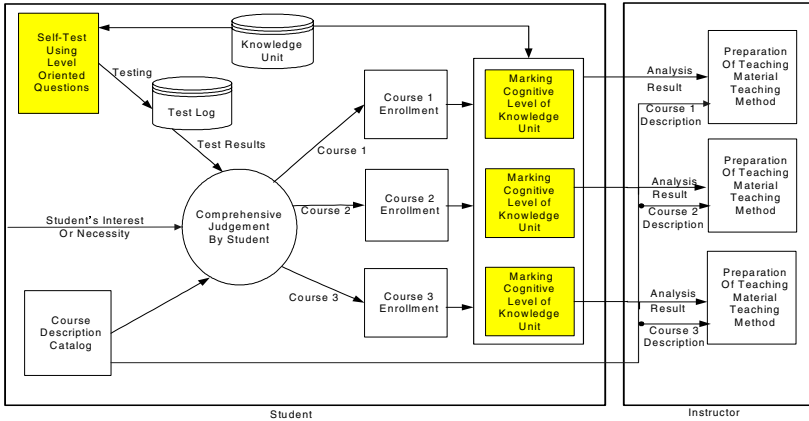 Self-Test
Using
Level
Oriented
Questions
Knowledge
Unit
Testing
Test Log
Test Results
Student's Interest
Or Necessity
Comprehensive
Judgement
By Student
Course
Description
Catalog
Course 1
Course 2
Course 3
Course 1
Enrollment
Course 2
Enrollment
Course 3
Enrollment
Marking
Cognitive
Level of
Knowledge
Unit
Marking
Cognitive
Level of
Knowledge
Unit
Marking
Cognitive
Level of
Knowledge
Unit
Analysis
Result
Course 1
Description
Preparation
Of Teaching
Material
Teaching
Method
Analysis
Result
Course 2
Description
Preparation
Of Teaching
Material
Teaching
Method
Analysis
Result
Course 3
Description
Preparation
Of Teaching
Material
Teaching
Method
Student
Instructor